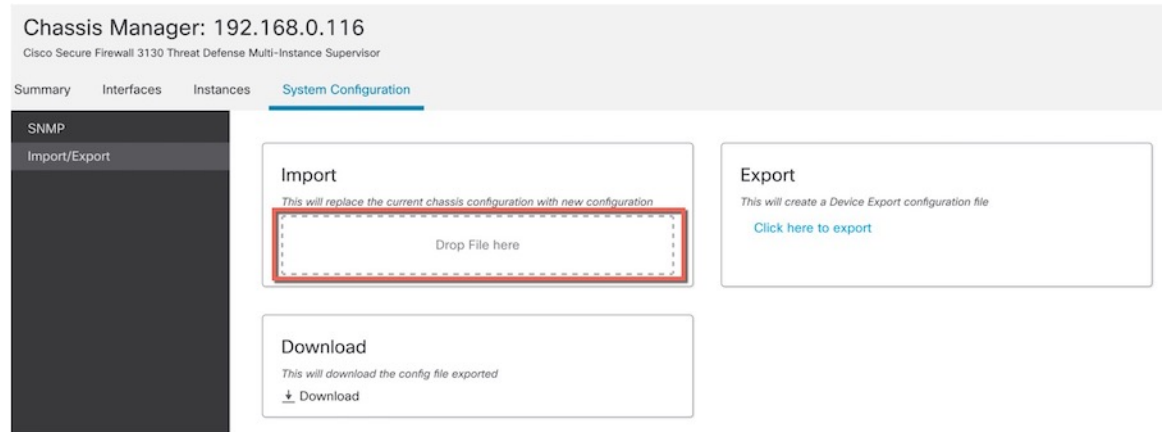 Chassis Manager: 192.168.0.116
Cisco Secure Firewall 3130 Threat Defense Multi-Instance Supervisor
Summary Interfaces Instances System Configuration
SNMP
Import/Export
Import
This will replace the current chassis configuration with new configuration
Drop File here
Export
This will create a Device Export configuration file
Click here to export
Download
This will download the config file exported
Download